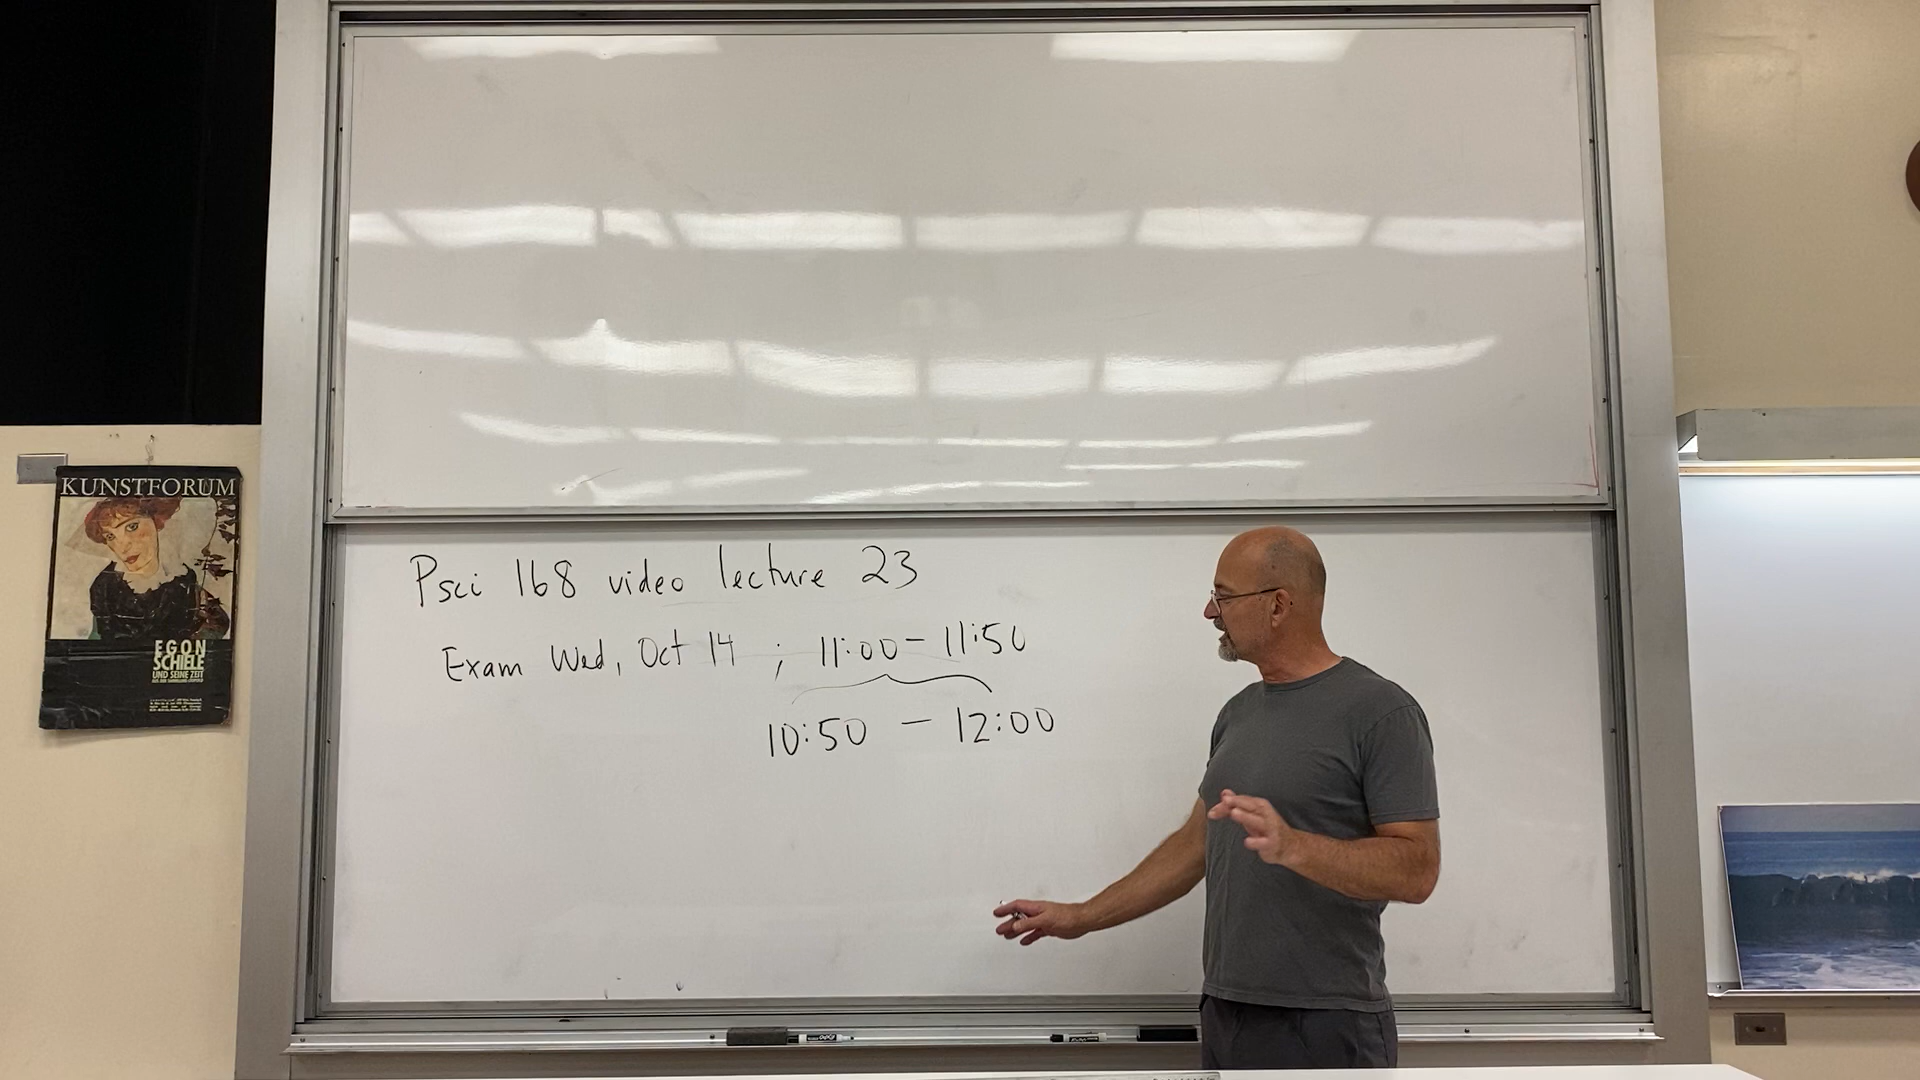 KUNSTFORUM
EGON
SCHIELE
UND SEINE ZEIT
Psci 168 video lecture 23
Exam Wed, Oct 14 ; 11:00 – 11:50
10:50 – 12:00